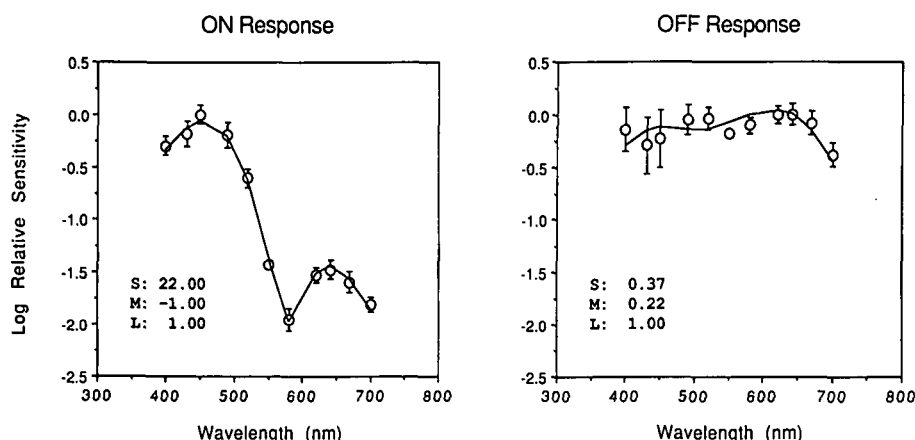 ON Response
OFF Response
Log Relative Sensitivity
0.5
0.0
-0.5
-1.0
-1.5
-2.0
-2.5
S: 22.00
M: -1.00
L: 1.00
300 400 500 600 700 800
Wavelength (nm)
0.5
0.0
-0.5
-1.0
-1.5
-2.0
-2.5
S: 0.37
M: 0.22
L: 1.00
300 400 500 600 700 800
Wavelength (nm)